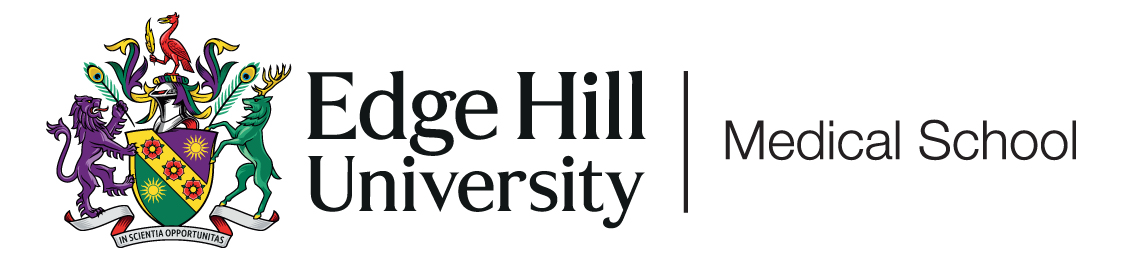 Edge Hill
University
Medical School
IN SCIENTIA OPPORTUNITAS